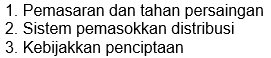 1. Pemasaran dan tahan persaingan
2. Sistem pemasokkan distribusi
3. Kebijakkan penciptaan